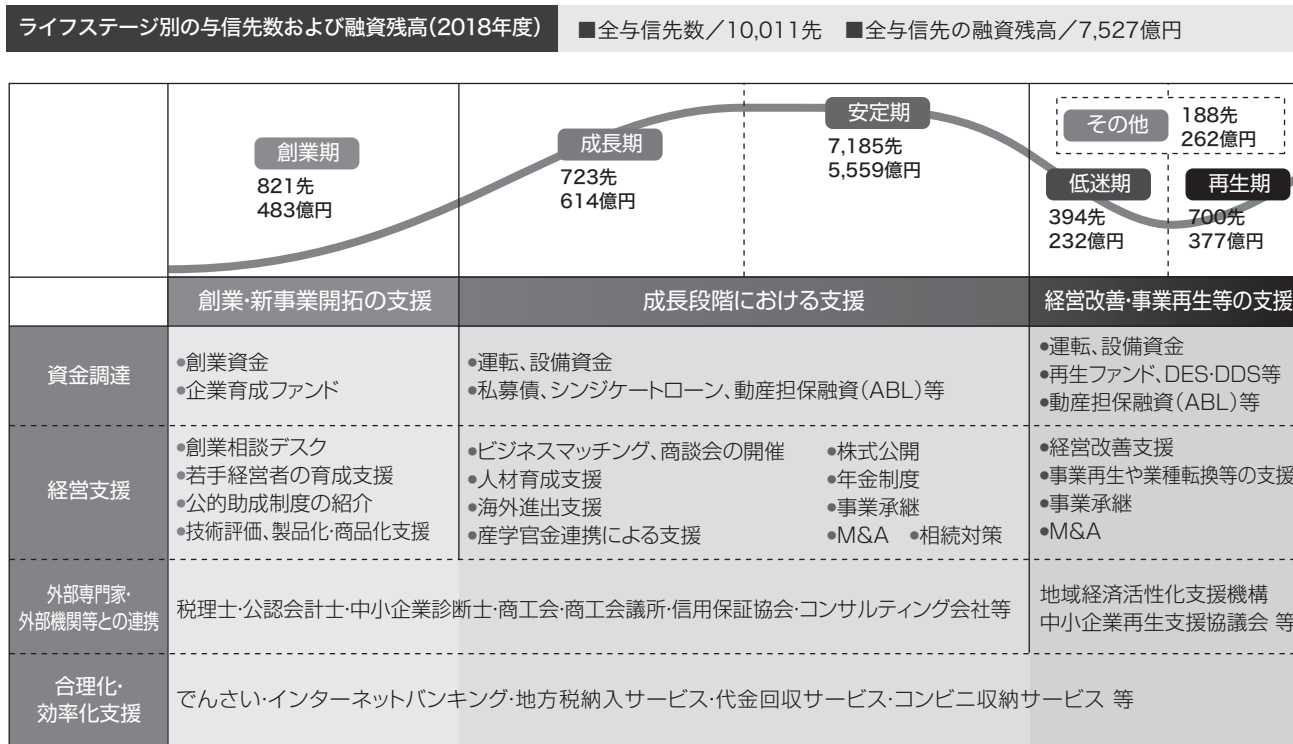 ライフステージ別の与信先数および融資残高(2018年度)
■全与信先数／10,011先　■全与信先の融資残高／7,527億円
創業期
821先
483億円
成長期
723先
614億円
安定期
7,185先
5,559億円
その他
188先
262億円
低迷期
394先
232億円
再生期
700先
377億円
創業・新事業開拓の支援
成長段階における支援
経営改善・事業再生等の支援
資金調達
●創業資金
●企業育成ファンド
●運転、設備資金
●私募債、シンジケートローン、動産担保融資(ABL)等
●運転、設備資金
●再生ファンド、DES・DDS等
●動産担保融資(ABL)等
経営支援
●創業相談デスク
●若手経営者の育成支援
●公的助成制度の紹介
●技術評価、製品化・商品化支援
●ビジネスマッチング、商談会の開催
●人材育成支援
●海外進出支援
●産学官金連携による支援
●株式公開
●年金制度
●事業承継
●M&A　●相続対策
●経営改善支援
●事業再生や業種転換等の支援
●事業承継
●M&A
外部専門家・
外部機関等との連携
税理士・公認会計士・中小企業診断士・商工会・商工会議所・信用保証協会・コンサルティング会社等
地域経済活性化支援機構
中小企業再生支援協議会 等
合理化・
効率化支援
でんさい・インターネットバンキング・地方税納入サービス・代金回収サービス・コンビニ収納サービス 等